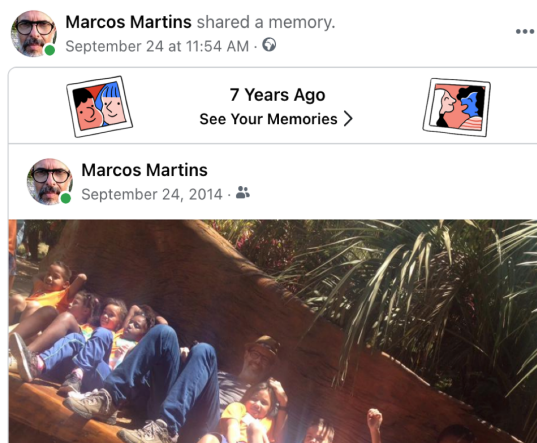 Marcos Martins shared a memory.
September 24 at 11:54 AM ·
7 Years Ago
See Your Memories >
Marcos Martins
September 24, 2014 ·